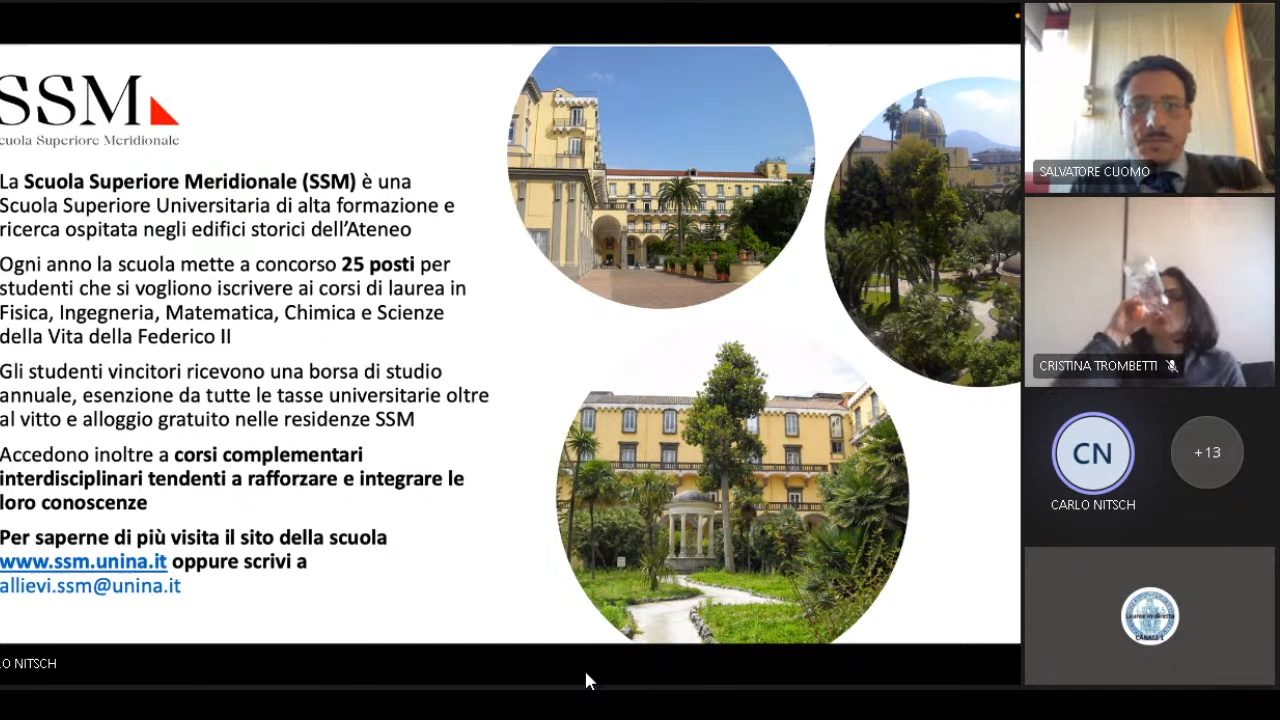 SSM
cuola Superiore Meridionale
La Scuola Superiore Meridionale (SSM) è una
Scuola Superiore Universitaria di alta formazione e
ricerca ospitata negli edifici storici dell'Ateneo
Ogni anno la scuola mette a concorso 25 posti per
studenti che si vogliono iscrivere ai corsi di laurea in
Fisica, Ingegneria, Matematica, Chimica e Scienze
della Vita della Federico II
Gli studenti vincitori ricevono una borsa di studio
annuale, esenzione da tutte le tasse universitarie oltre
al vitto e alloggio gratuito nelle residenze SSM
Accedono inoltre a corsi complementari
interdisciplinari tendenti a rafforzare e integrare le
loro conoscenze
Per saperne di più visita il sito della scuola
www.ssm.unina.it oppure scrivi a
allievi.ssm@unina.it
LO NITSCH
SALVATORE CUOMO
CRISTINA TROMBETTI
CN
+13
CARLO NITSCH
Lauree in diretta
CANALE 1